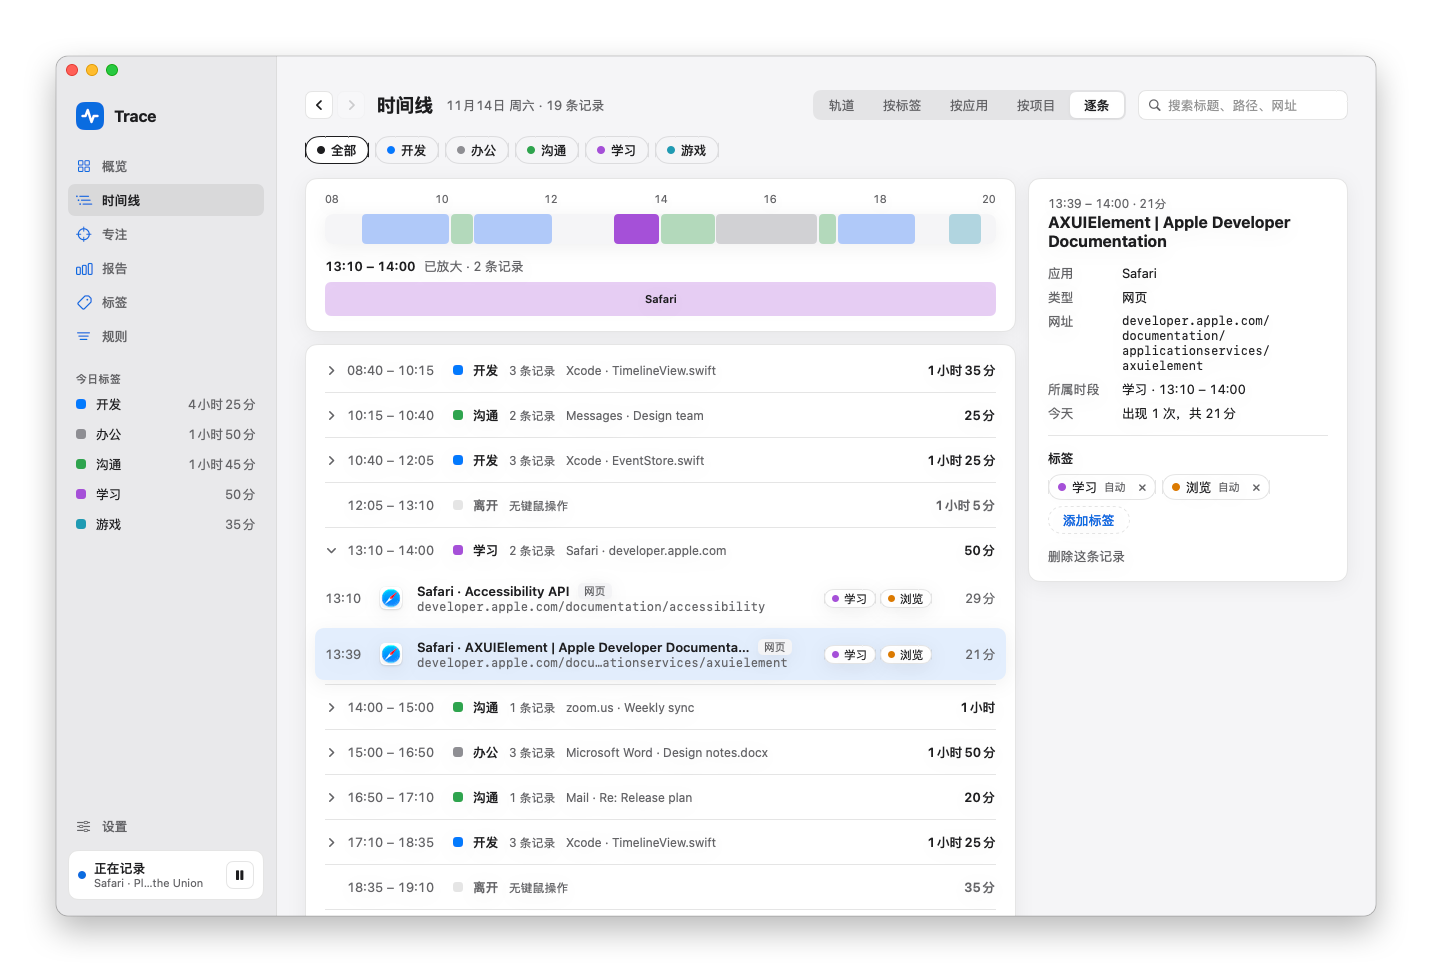 Trace
概览
时间线
专注
报告
标签
规则
今日标签
开发 4小时25分
办公 1小时50分
沟通 1小时45分
学习 50分
游戏 35分
设置
正在记录
Safari · Pl...the Union
时间线 11月14日 周六 · 19 条记录
轨道 按标签 按应用 按项目 逐条
搜索标题、路径、网址
全部 开发 办公 沟通 学习 游戏
08 10 12 14 16 18 20
13:10 – 14:00 已放大 · 2 条记录
Safari
08:40 – 10:15 开发 3 条记录 Xcode · TimelineView.swift 1小时35分
10:15 – 10:40 沟通 2 条记录 Messages · Design team 25分
10:40 – 12:05 开发 3 条记录 Xcode · EventStore.swift 1小时25分
12:05 – 13:10 离开 无键鼠操作 1小时5分
13:10 – 14:00 学习 2 条记录 Safari · developer.apple.com 50分
13:10 Safari · Accessibility API 网页 学习 浏览 29分
developer.apple.com/documentation/accessibility
13:39 Safari · AXUIElement | Apple Developer Documenta... 网页 学习 浏览 21分
developer.apple.com/docu…ationservices/axuielement
14:00 – 15:00 沟通 1 条记录 zoom.us · Weekly sync 1小时
15:00 – 16:50 办公 3 条记录 Microsoft Word · Design notes.docx 1小时50分
16:50 – 17:10 沟通 1 条记录 Mail · Re: Release plan 20分
17:10 – 18:35 开发 3 条记录 Xcode · TimelineView.swift 1小时25分
18:35 – 19:10 离开 无键鼠操作 35分
13:39 – 14:00 · 21分
AXUIElement | Apple Developer
Documentation
应用 Safari
类型 网页
网址 developer.apple.com/
documentation/
applicationservices/
axuielement
所属时段 学习 · 13:10 – 14:00
今天 出现 1 次，共 21分
标签
学习 自动 × 浏览 自动 ×
添加标签
删除这条记录